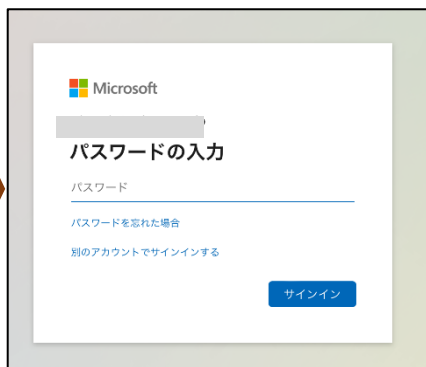 Microsoft
パスワードの入力
パスワード
パスワードを忘れた場合
別のアカウントでサインインする
サインイン